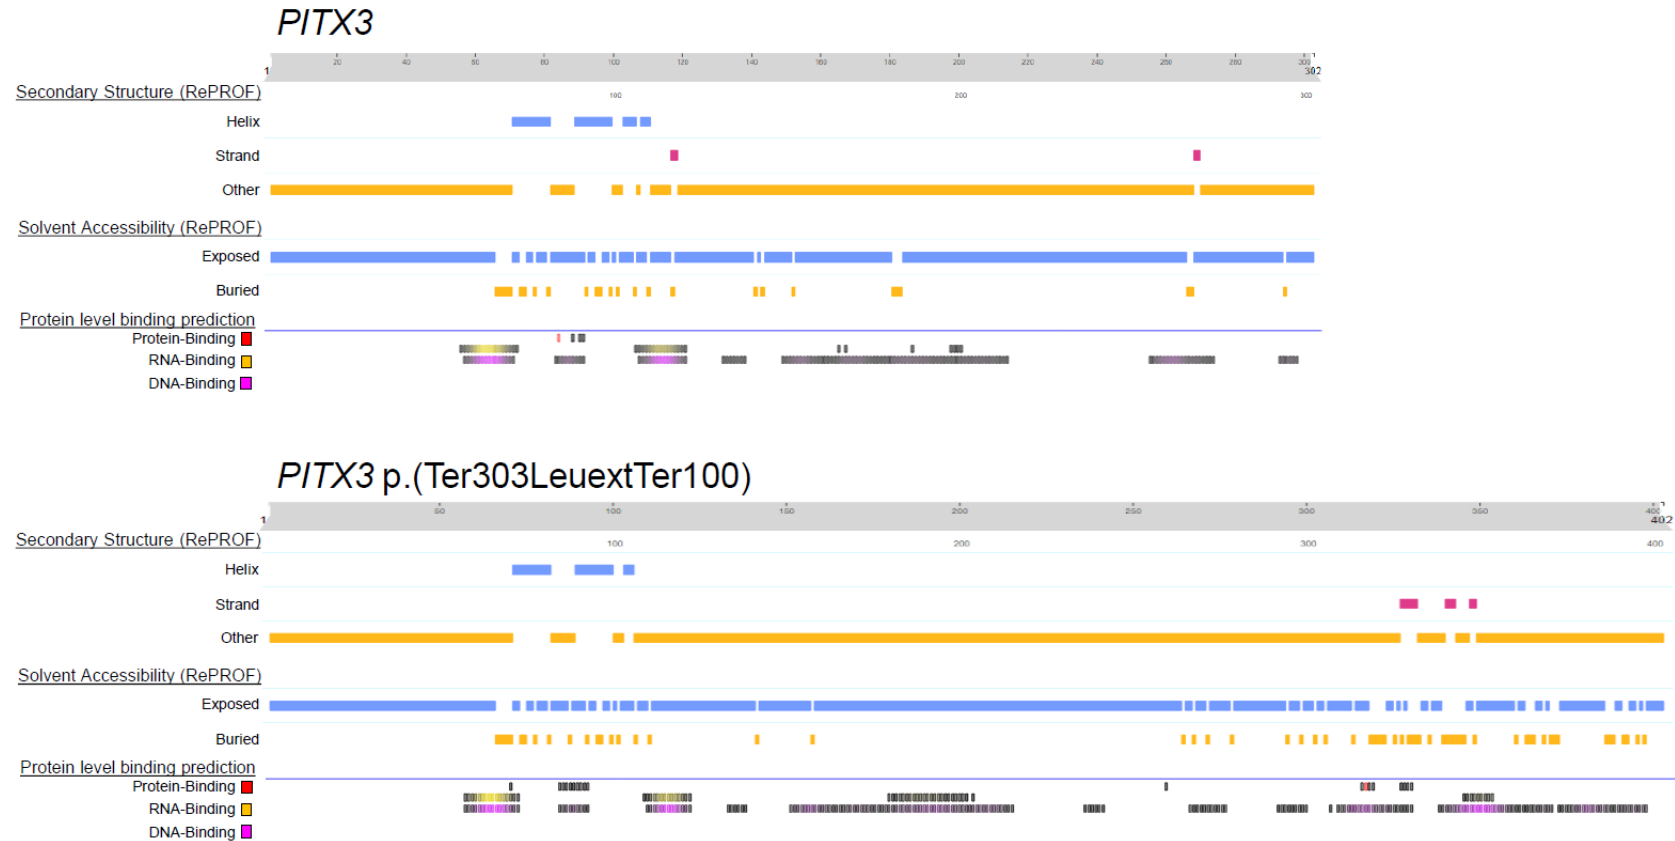 PITX3
20 40 60 80 100 120 140 160 180 200 220 240 260 280 300
1 302
Secondary Structure (RePROF)
100 200 300
Helix
Strand
Other
Solvent Accessibility (RePROF)
Exposed
Buried
Protein level binding prediction
Protein-Binding
RNA-Binding
DNA-Binding
PITX3 p.(Ter303LeuextTer100)
50 100 150 200 250 300 350 400
1 402
Secondary Structure (RePROF)
100 200 300 400
Helix
Strand
Other
Solvent Accessibility (RePROF)
Exposed
Buried
Protein level binding prediction
Protein-Binding
RNA-Binding
DNA-Binding